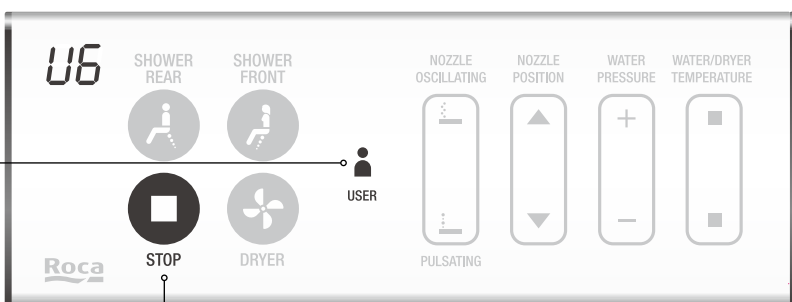 U6
SHOWER
REAR
SHOWER
FRONT
NOZZLE
OSCILLATING
NOZZLE
POSITION
WATER
PRESSURE
WATER/DRYER
TEMPERATURE
USER
STOP
DRYER
PULSATING
Roca